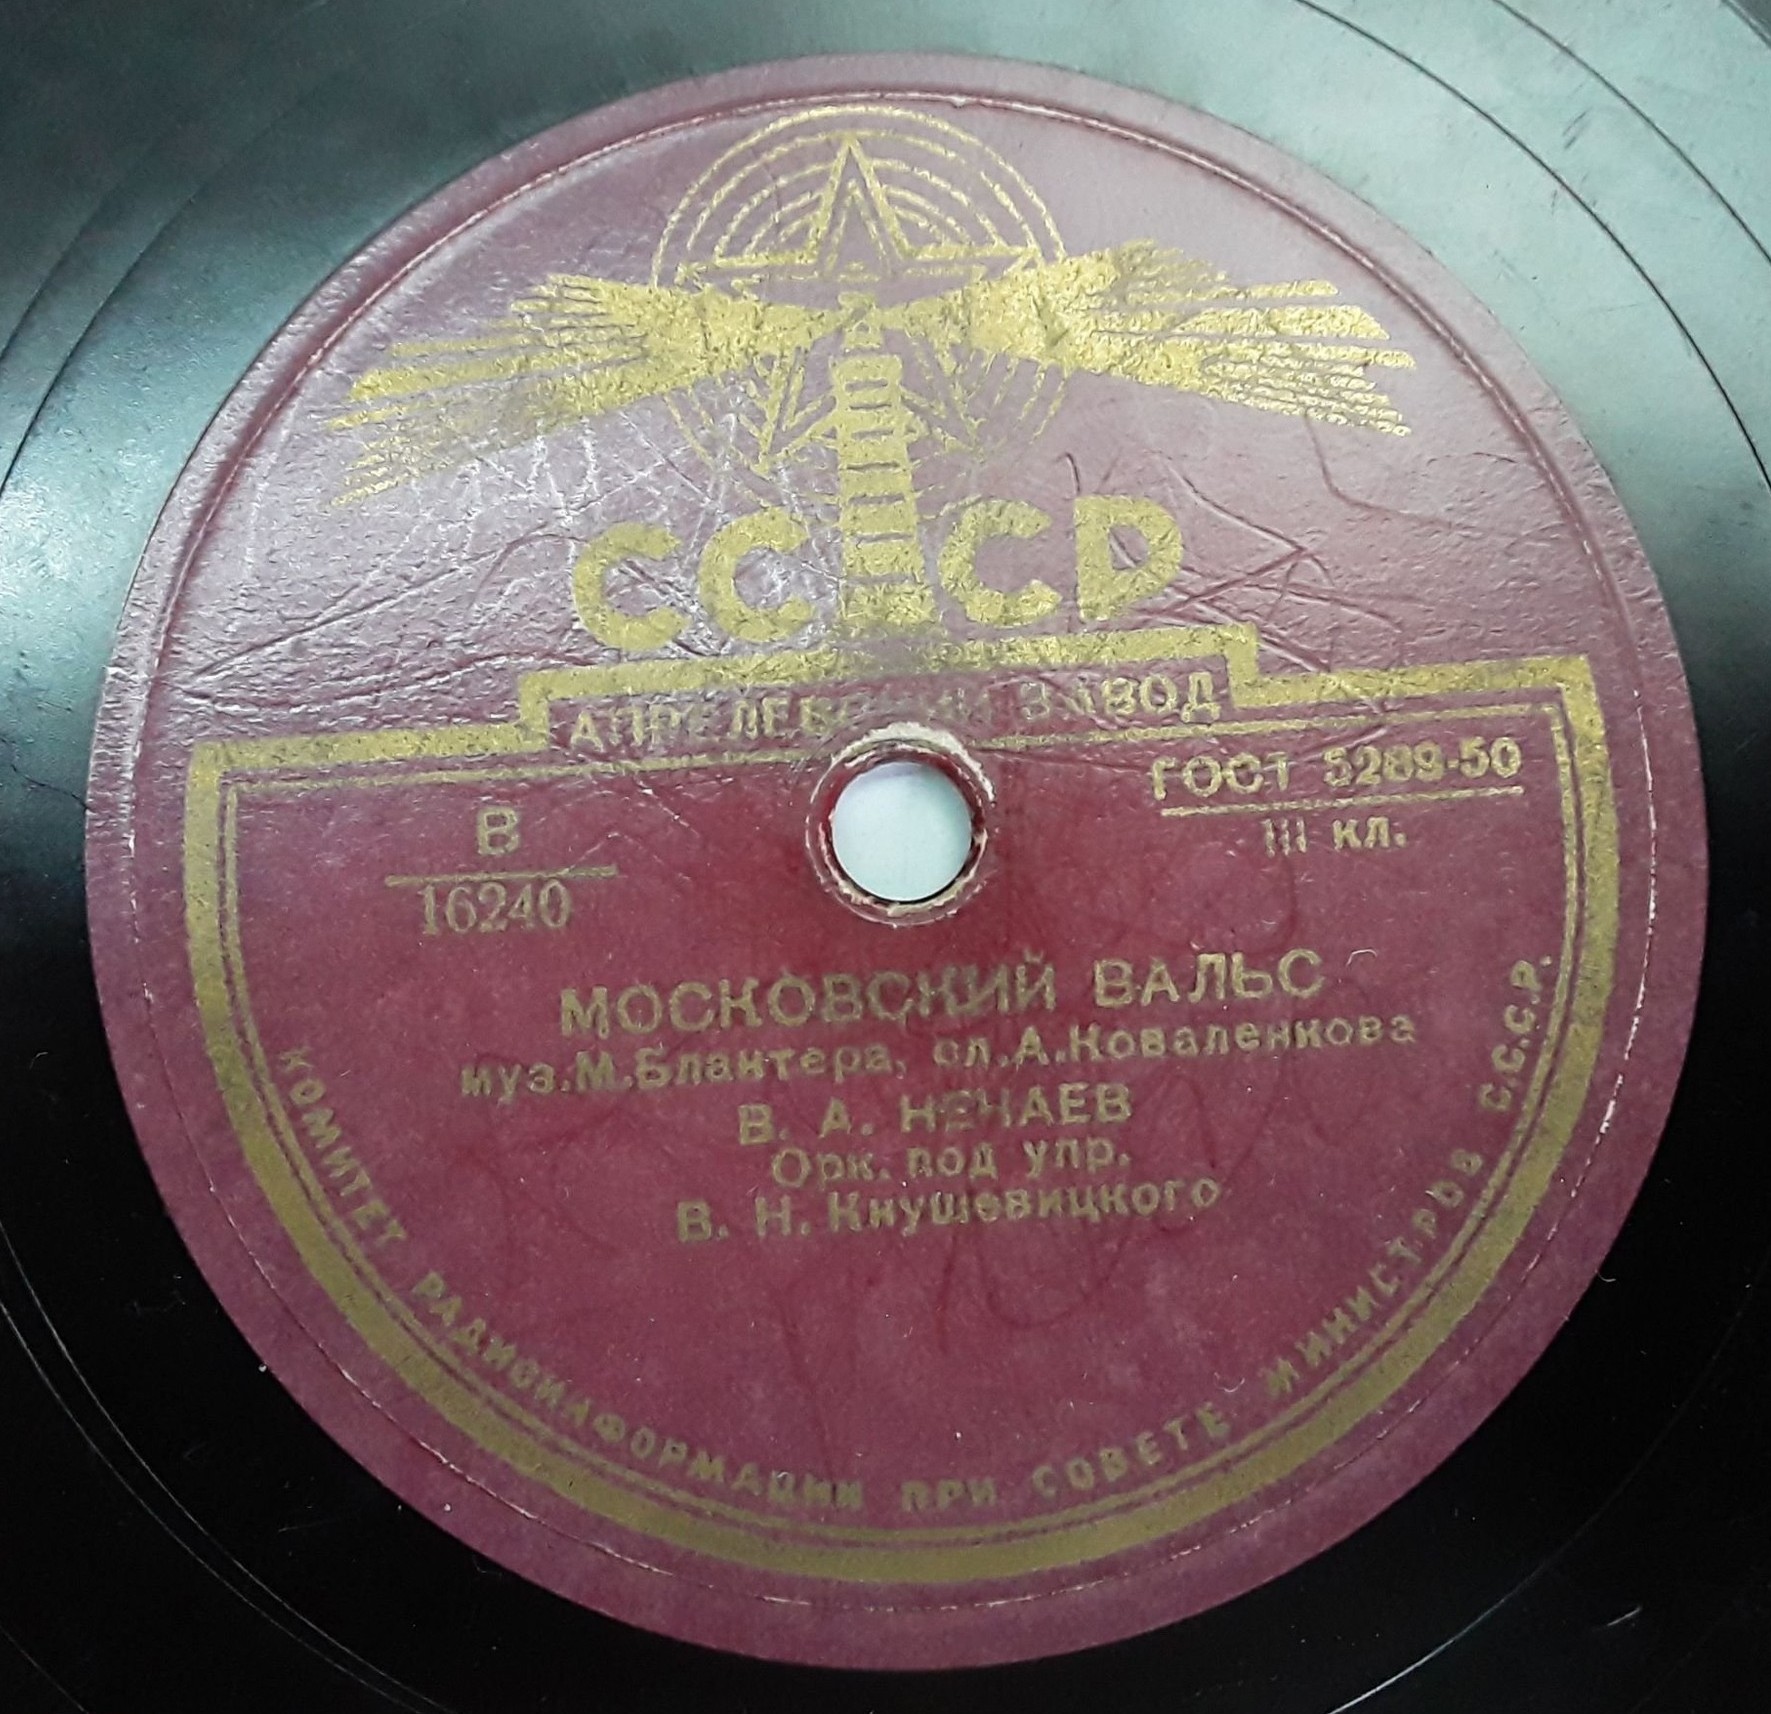 СССР
АПРЕЛЕВСКИЙ ЗАВОД
ГОСТ 5289-50
III кл.
В
16240
МОСКОВСКИЙ ВАЛЬС
муз.М.Блантера, сл.А.Коваленкова
В. А. НЕЧАЕВ
Орк. под упр.
В. Н. Кнушевицкого
КОМИТЕТ РАДИОИНФОРМАЦИИ ПРИ СОВЕТЕ МИНИСТРОВ С.С.С.Р.